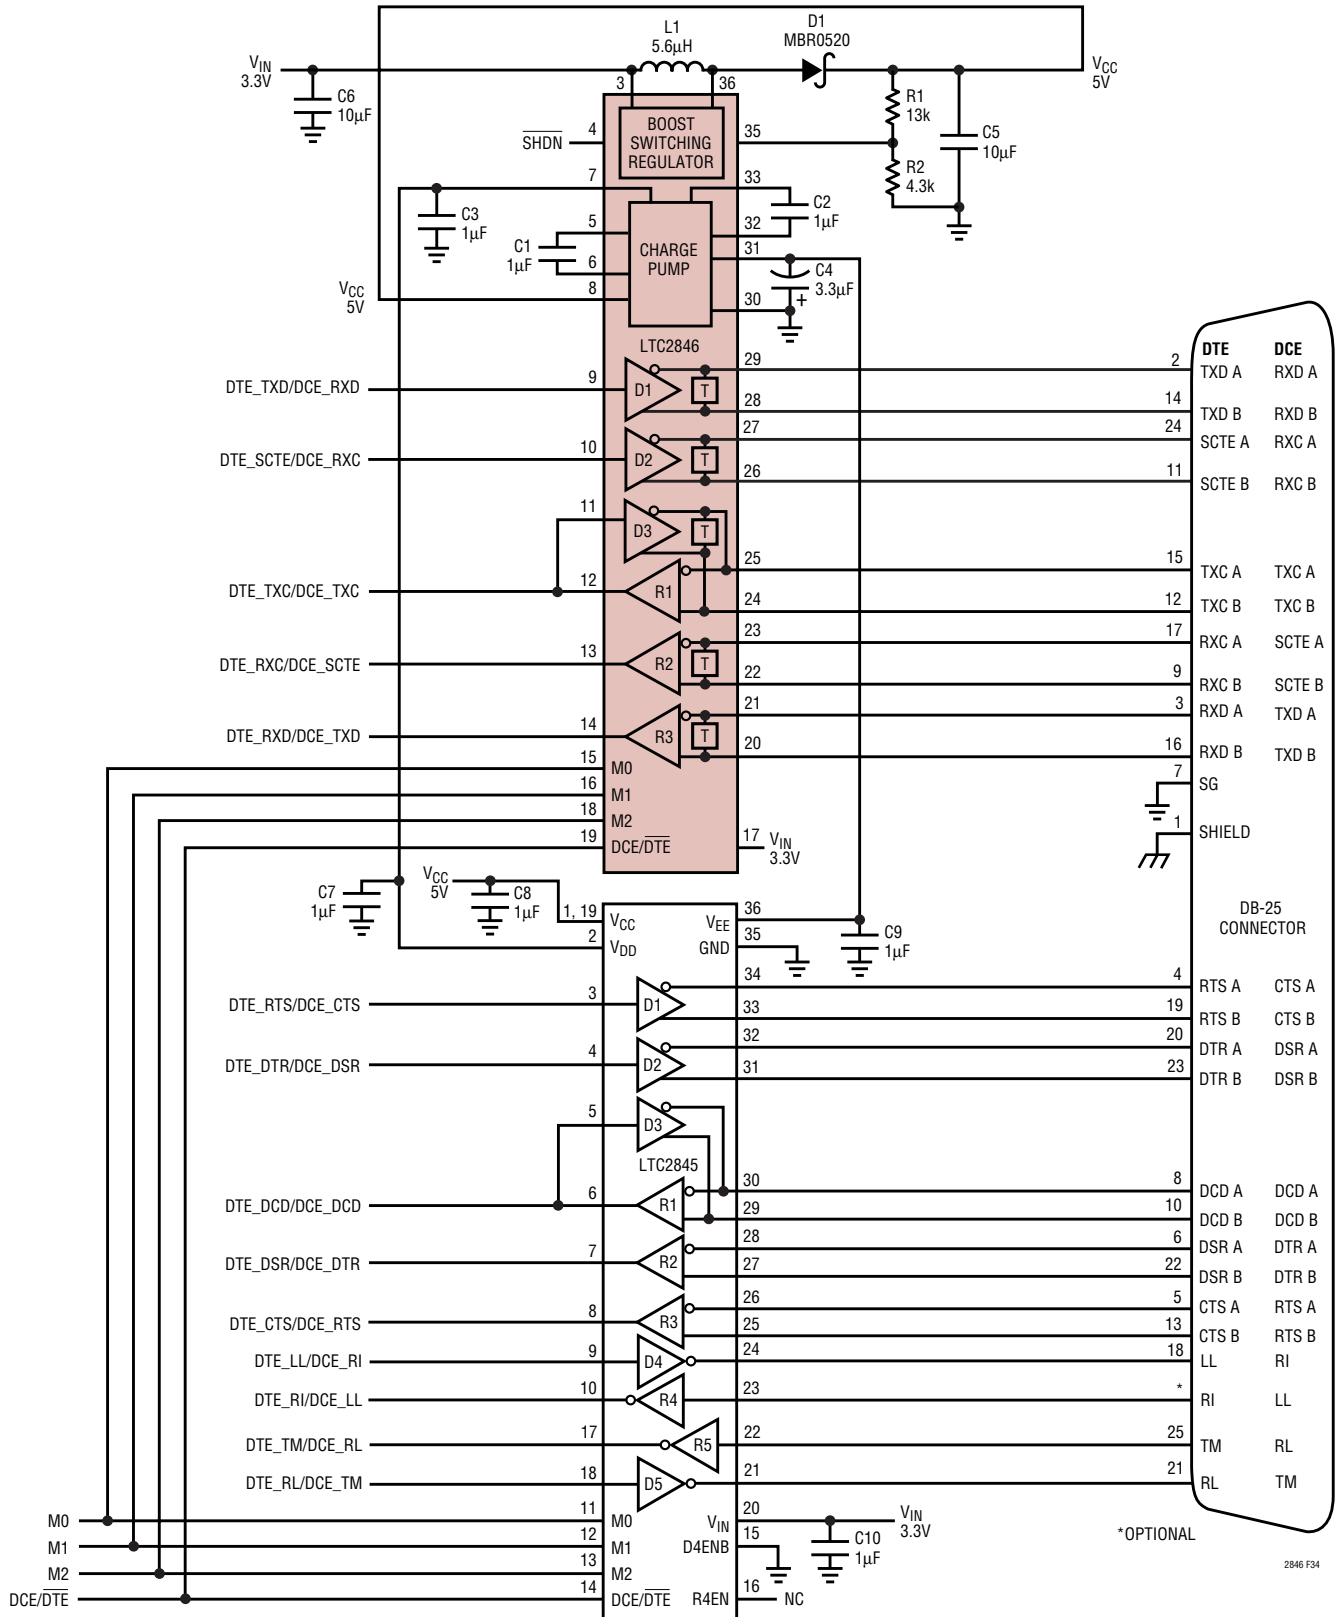 L1
5.6µH
D1
MBR0520
VIN
3.3V
3
36
VCC
5V
C6
10µF
R1
13k
BOOST
SWITCHING
REGULATOR
4
SHDN
35
C5
10µF
R2
4.3k
7
33
C3
1µF
C2
1µF
5
32
C1
1µF
CHARGE
PUMP
31
6
C4
3.3µF
8
VCC
5V
30
+
LTC2846
DTE
DCE
29
2
TXD A
RXD A
DTE_TXD/DCE_RXD
9
D1
T
28
14
TXD B
RXD B
27
24
SCTE A
RXC A
DTE_SCTE/DCE_RXC
10
D2
T
26
11
SCTE B
RXC B
11
D3
T
25
15
TXC A
TXC A
DTE_TXC/DCE_TXC
12
R1
24
12
TXC B
TXC B
23
17
RXC A
SCTE A
DTE_RXC/DCE_SCTE
13
R2
T
22
9
RXC B
SCTE B
21
3
RXD A
TXD A
DTE_RXD/DCE_TXD
14
R3
T
20
16
RXD B
TXD B
15
M0
7
SG
16
M1
18
M2
1
SHIELD
19
DCE/DTE
17
VIN
3.3V
C7
1µF
VCC
5V
C8
1µF
1, 19
VCC
2
VDD
VEE
36
GND
35
C9
1µF
DB-25
CONNECTOR
34
4
RTS A
CTS A
DTE_RTS/DCE_CTS
3
D1
33
19
RTS B
CTS B
32
20
DTR A
DSR A
DTE_DTR/DCE_DSR
4
D2
31
23
DTR B
DSR B
5
D3
LTC2845
30
8
DCD A
DCD A
DTE_DCD/DCE_DCD
6
R1
29
10
DCD B
DCD B
28
6
DSR A
DTR A
DTE_DSR/DCE_DTR
7
R2
27
22
DSR B
DTR B
26
5
CTS A
RTS A
DTE_CTS/DCE_RTS
8
R3
25
13
CTS B
RTS B
DTE_LL/DCE_RI
9
D4
24
18
LL
RI
DTE_RI/DCE_LL
10
R4
23
*
RI
LL
DTE_TM/DCE_RL
17
R5
22
25
TM
RL
DTE_RL/DCE_TM
18
D5
21
21
RL
TM
M0
11
M0
VIN
20
VIN
3.3V
M1
12
M1
D4ENB
15
C10
1µF
*OPTIONAL
M2
13
M2
DCE/DTE
14
DCE/DTE
R4EN
16
NC
2846 F34